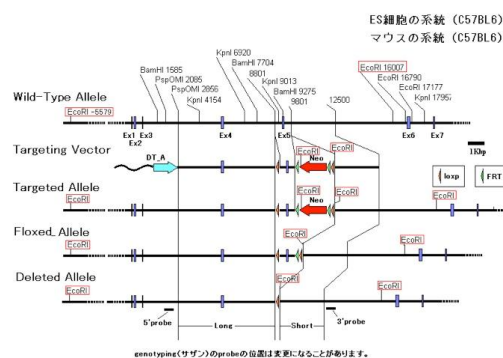 ES細胞の系統 (C57BL6)
マウスの系統 (C57BL6)
KpnI 6920
BamHI 7704
8801
KpnI 9013
BamHI 9275
9801
12500
BamHI 1585
PspOMI 2085
PspOMI 2856
KpnI 4154
EcoRI 16007
EcoRI 16790
EcoRI 17177
KpnI 1795
Wild-Type Allele
EcoRI -5579
Ex1
Ex2
Ex3
Ex4
Ex5
Ex6
Ex7
1Kbp
Targeting Vector
DT_A
EcoRI
EcoRI
Neo
loxp
FRT
Targeted Allele
EcoRI
EcoRI
EcoRI
Neo
EcoRI
Floxed_Allele
EcoRI
EcoRI
EcoRI
Deleted Allele
EcoRI
EcoRI
5'probe
Long
Short
3'probe
genotyping(サザン)のprobeの位置は変更になることがあります。